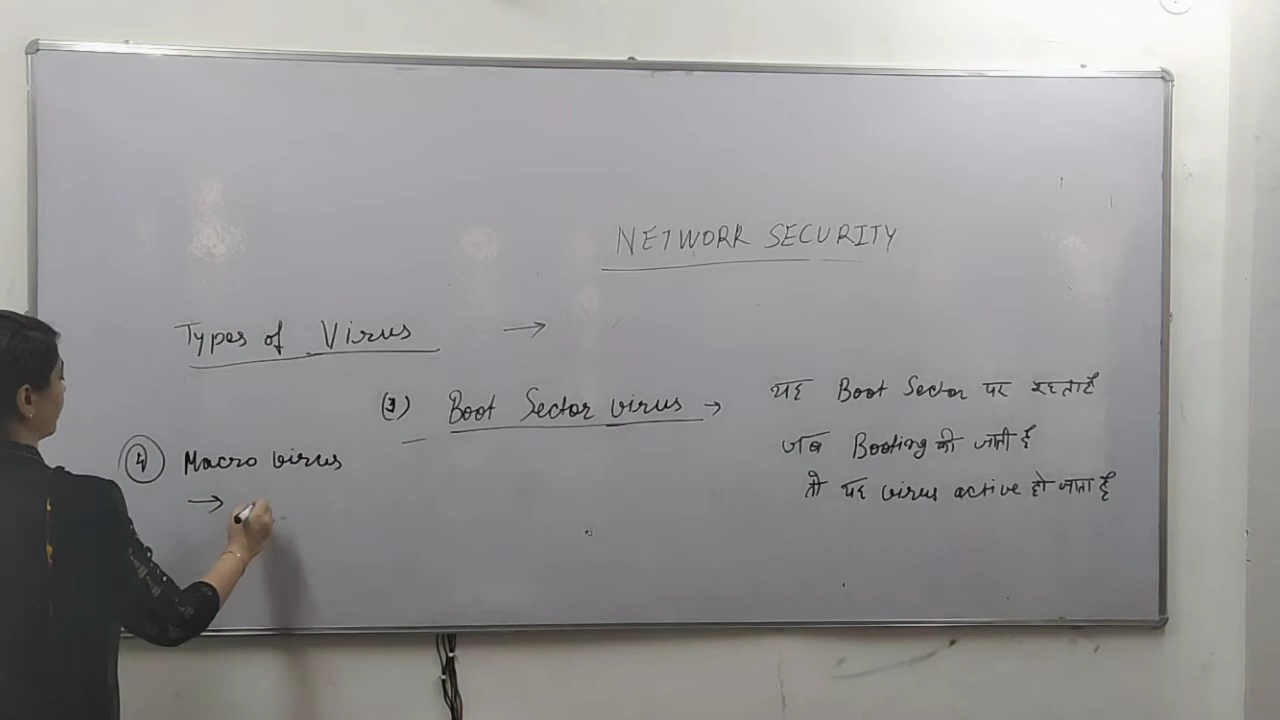 NETWORK SECURITY
Types of Virus →
(3) Boot Sector virus → यह Boot Sector पर रहता है
जब Booting की जाती है
तो यह virus active हो जाता है
(4) Macro virus
→